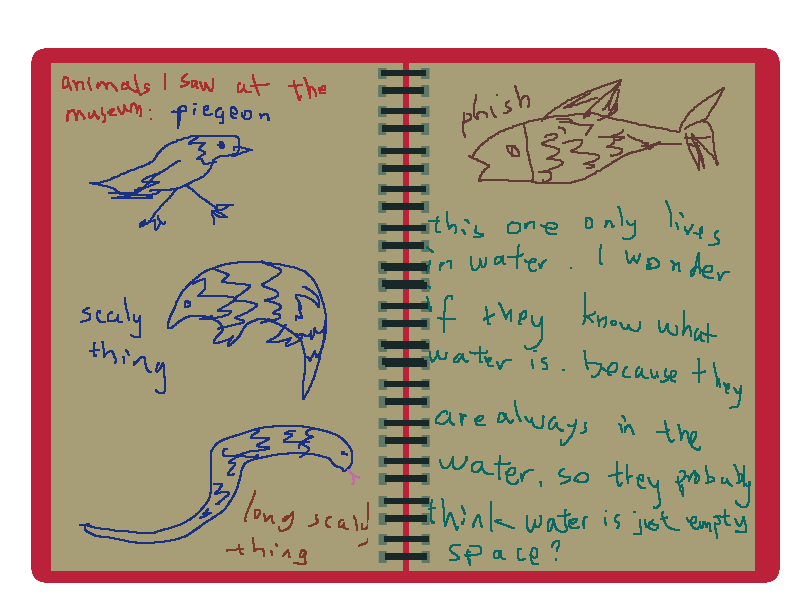 animals I saw at the
museum: piegeon
scaly
thing
long scaly
thing
phish
this one only lives
in water. I wonder
if they know what
water is. because they
are always in the
water, so they probably
think water is just empty
space?